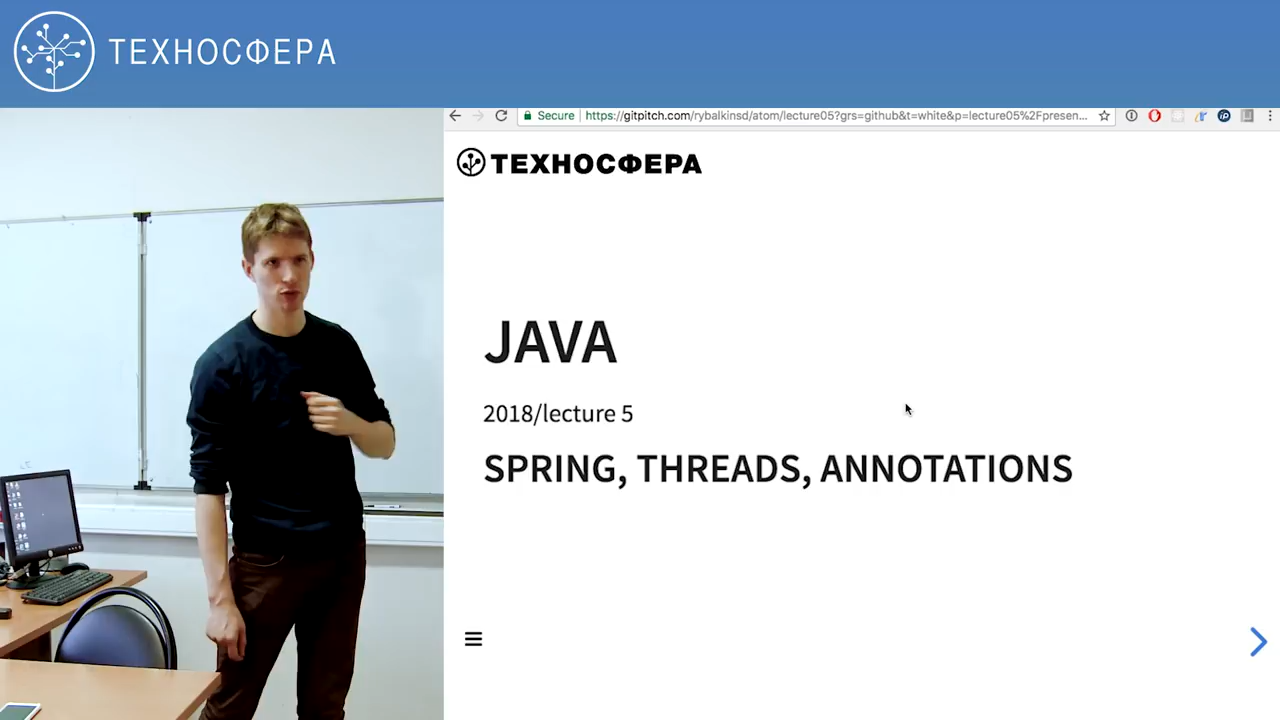 ТЕХНОСФЕРА
Secure https://gitpitch.com/rybalkinsd/atom/lecture05?grs=github&t=white&p=lecture05%2Fpresen...
ТЕХНОСФЕРА
JAVA
2018/lecture 5
SPRING, THREADS, ANNOTATIONS